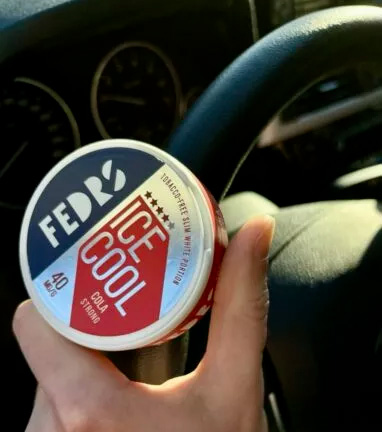 FEDRS
ICE
COOL
COLA
STRONG
40
MG/G
TOBACCO-FREE SLIM WHITE PORTION